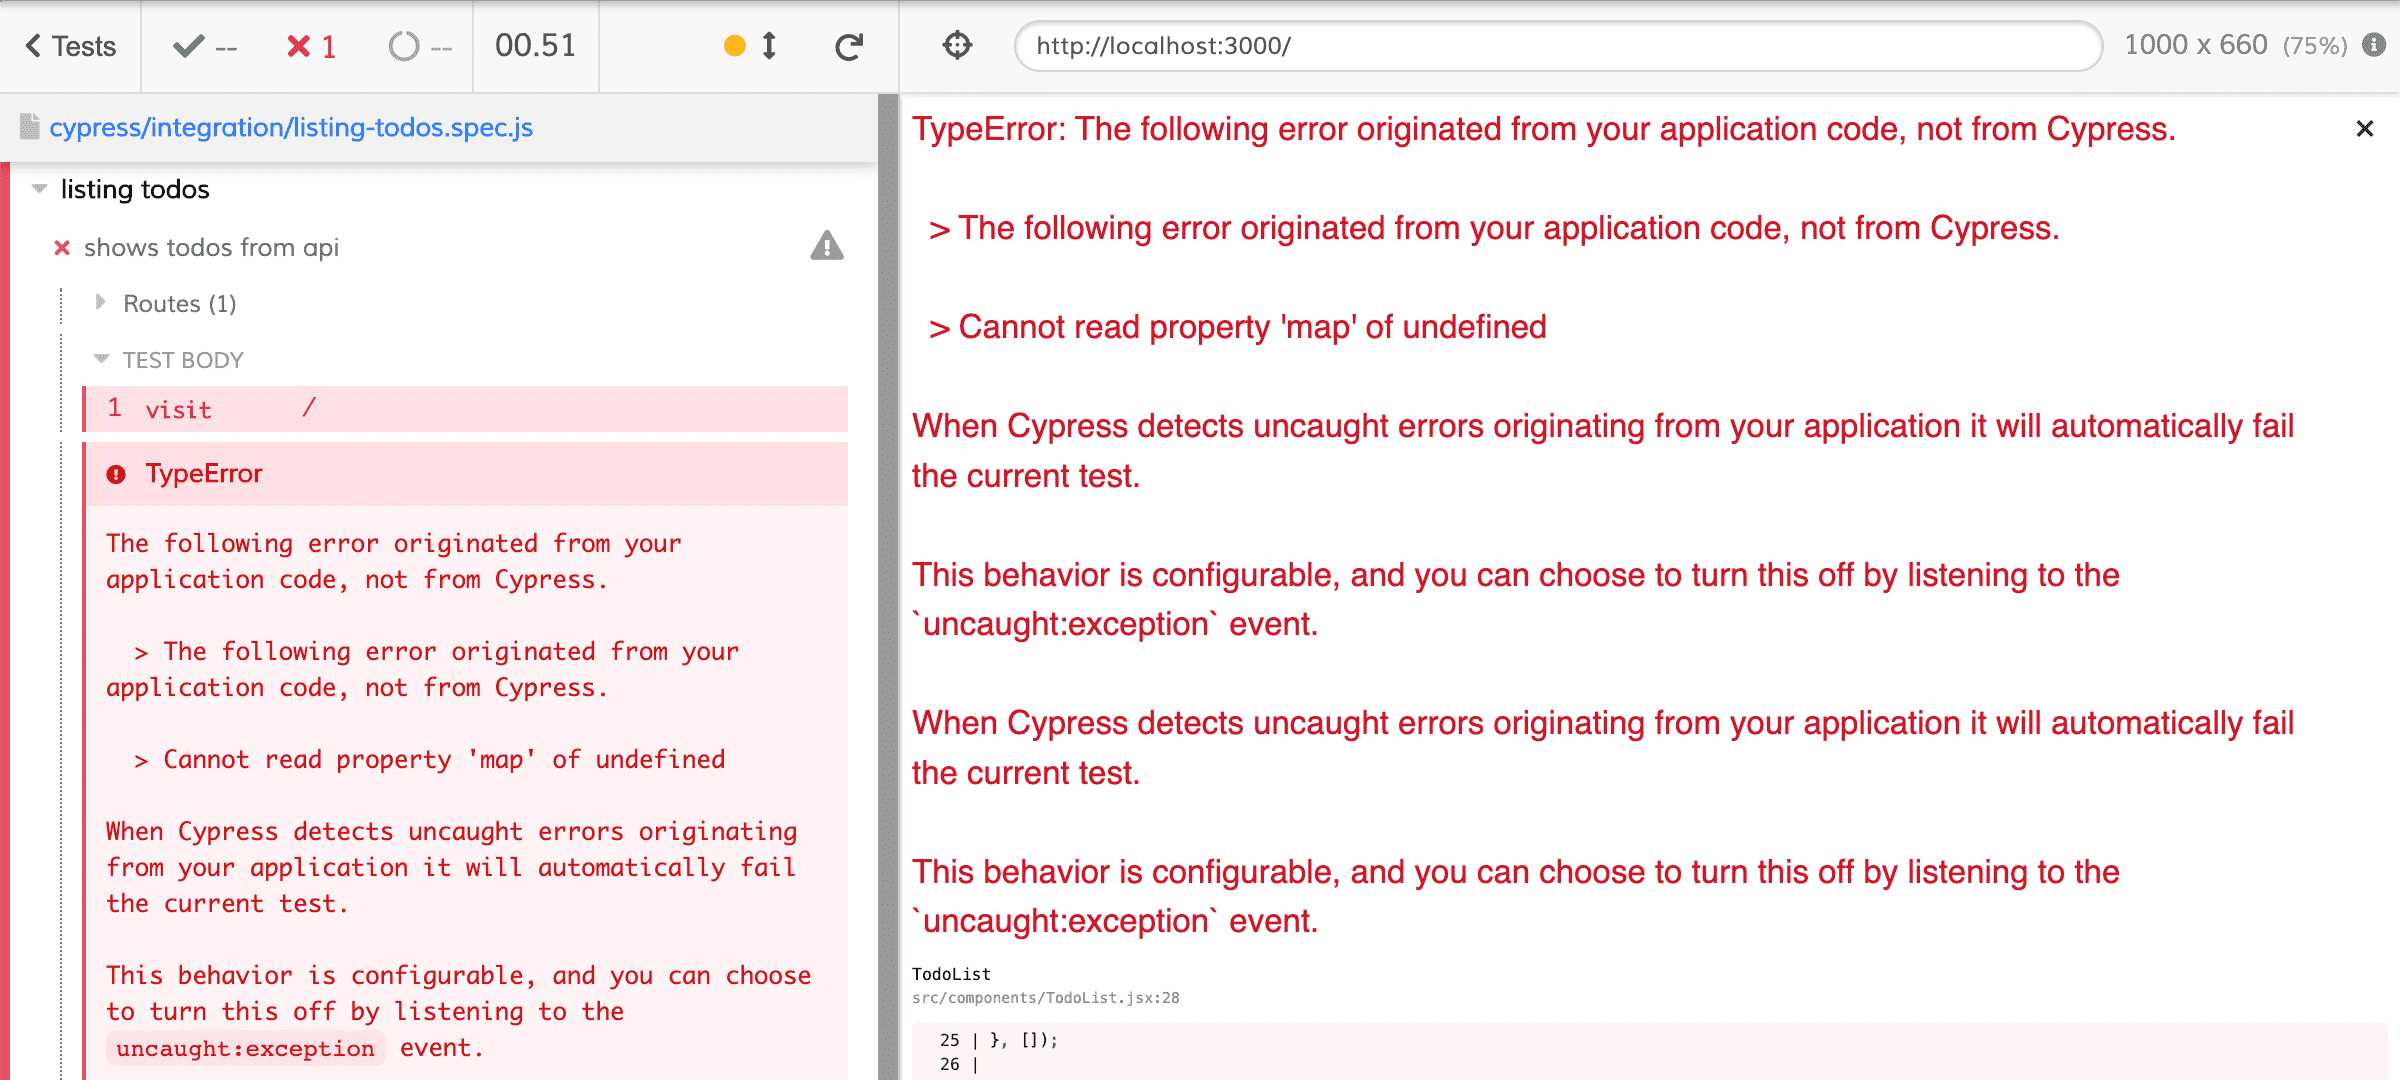 Tests
--
1
--
00.51
http://localhost:3000/
1000 x 660 (75%)
cypress/integration/listing-todos.spec.js
listing todos
shows todos from api
Routes (1)
TEST BODY
1 visit /
TypeError
The following error originated from your
application code, not from Cypress.
> The following error originated from your
application code, not from Cypress.
> Cannot read property 'map' of undefined
When Cypress detects uncaught errors originating
from your application it will automatically fail
the current test.
This behavior is configurable, and you can choose
to turn this off by listening to the
uncaught:exception event.
TypeError: The following error originated from your application code, not from Cypress.
> The following error originated from your application code, not from Cypress.
> Cannot read property 'map' of undefined
When Cypress detects uncaught errors originating from your application it will automatically fail
the current test.
This behavior is configurable, and you can choose to turn this off by listening to the
`uncaught:exception` event.
When Cypress detects uncaught errors originating from your application it will automatically fail
the current test.
This behavior is configurable, and you can choose to turn this off by listening to the
`uncaught:exception` event.
TodoList
src/components/TodoList.jsx:28
25 | }, []);
26 |